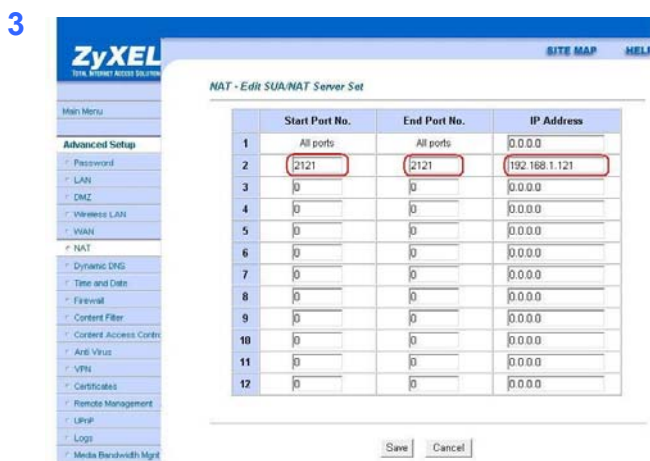 3
ZyXEL
TOTAL INTERNET ACCESS SOLUTION
SITE MAP HELP
NAT - Edit SUA/NAT Server Set
Main Menu
Advanced Setup
Password
LAN
DMZ
Wireless LAN
WAN
NAT
Dynamic DNS
Time and Date
Firewall
Content Filter
Content Access Contro
Anti Virus
VPN
Certificates
Remote Management
UPnP
Logs
Media Bandwidth Mgnt
Start Port No. End Port No. IP Address
1 All ports All ports 0.0.0.0
2 2121 2121 192.168.1.121
3 0 0 0.0.0.0
4 0 0 0.0.0.0
5 0 0 0.0.0.0
6 0 0 0.0.0.0
7 0 0 0.0.0.0
8 0 0 0.0.0.0
9 0 0 0.0.0.0
10 0 0 0.0.0.0
11 0 0 0.0.0.0
12 0 0 0.0.0.0
Save Cancel